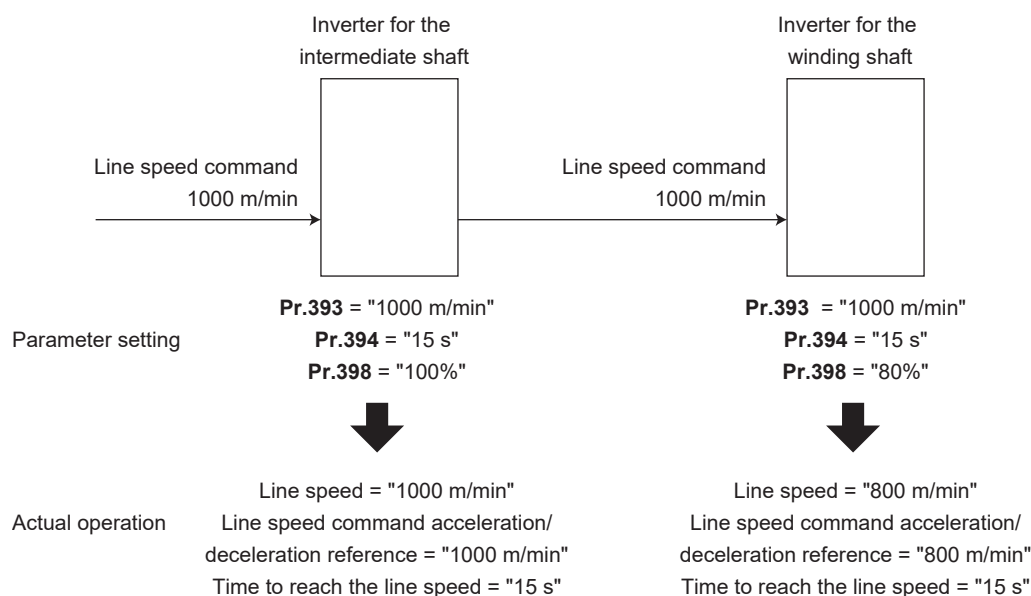 Inverter for the
intermediate shaft
Inverter for the
winding shaft
Line speed command
1000 m/min
Line speed command
1000 m/min
Parameter setting
Pr.393 = "1000 m/min"
Pr.394 = "15 s"
Pr.398 = "100%"
Pr.393 = "1000 m/min"
Pr.394 = "15 s"
Pr.398 = "80%"
Actual operation
Line speed = "1000 m/min"
Line speed command acceleration/
deceleration reference = "1000 m/min"
Time to reach the line speed = "15 s"
Line speed = "800 m/min"
Line speed command acceleration/
deceleration reference = "800 m/min"
Time to reach the line speed = "15 s"